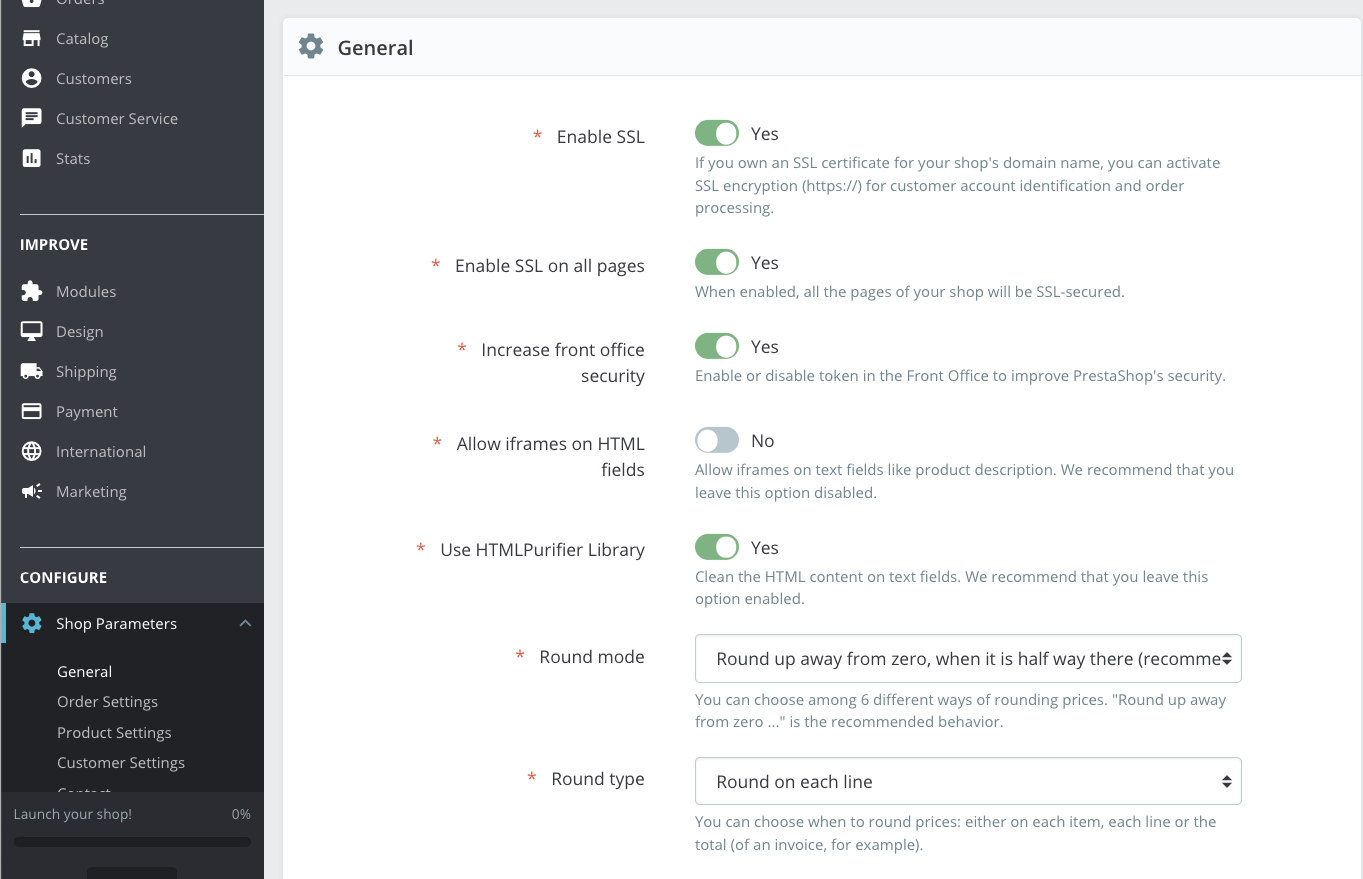 Orders
Catalog
Customers
Customer Service
Stats
IMPROVE
Modules
Design
Shipping
Payment
International
Marketing
CONFIGURE
Shop Parameters
General
Order Settings
Product Settings
Customer Settings
Contact
Launch your shop! 0%
General
* Enable SSL
Yes
If you own an SSL certificate for your shop's domain name, you can activate
SSL encryption (https://) for customer account identification and order
processing.
* Enable SSL on all pages
Yes
When enabled, all the pages of your shop will be SSL-secured.
* Increase front office
security
Yes
Enable or disable token in the Front Office to improve PrestaShop's security.
* Allow iframes on HTML
fields
No
Allow iframes on text fields like product description. We recommend that you
leave this option disabled.
* Use HTMLPurifier Library
Yes
Clean the HTML content on text fields. We recommend that you leave this
option enabled.
* Round mode
Round up away from zero, when it is half way there (recomme
You can choose among 6 different ways of rounding prices. "Round up away
from zero ..." is the recommended behavior.
* Round type
Round on each line
You can choose when to round prices: either on each item, each line or the
total (of an invoice, for example).